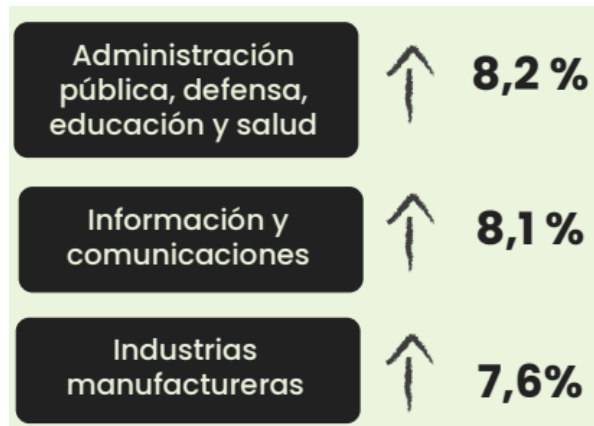 Administración
pública, defensa,
educación y salud
8,2 %
Información y
comunicaciones
8,1 %
Industrias
manufactureras
7,6%